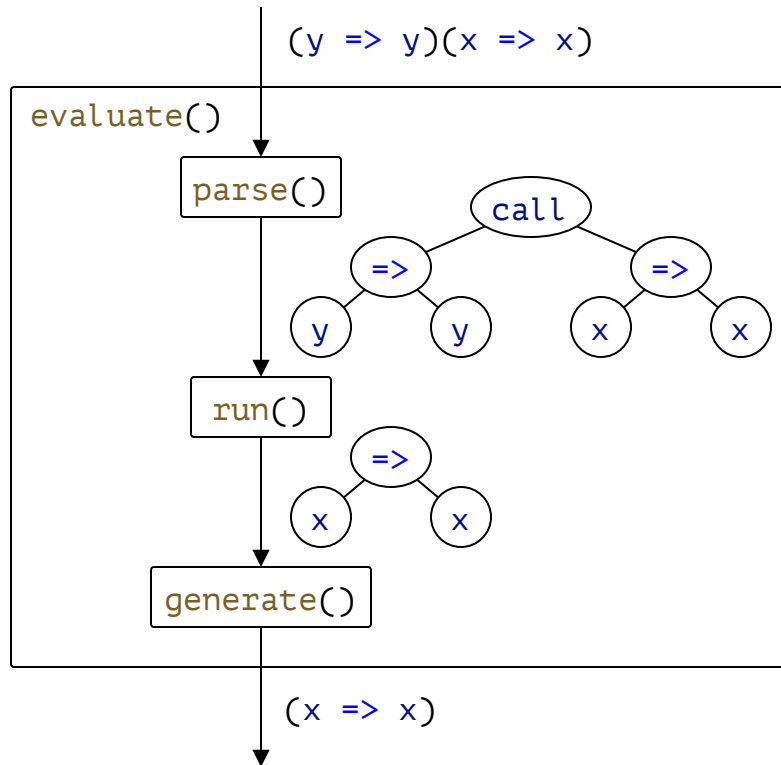 (y => y)(x => x)
evaluate()
parse()
call
=> =>
y y x x
run()
=>
x x
generate()
(x => x)